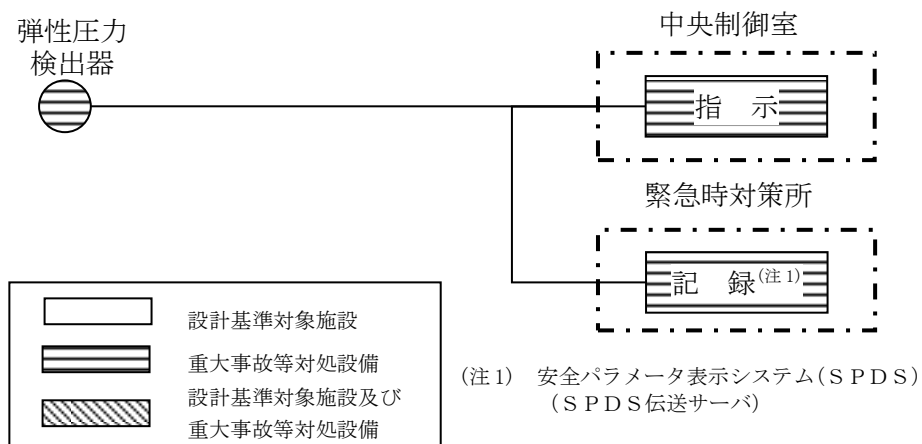 弾性圧力
検出器
中央制御室
指　示
緊急時対策所
記　録(注1)
設計基準対象施設
重大事故等対処設備
設計基準対象施設及び
重大事故等対処設備
(注1)　安全パラメータ表示システム(ＳＰＤＳ)
(ＳＰＤＳ伝送サーバ)